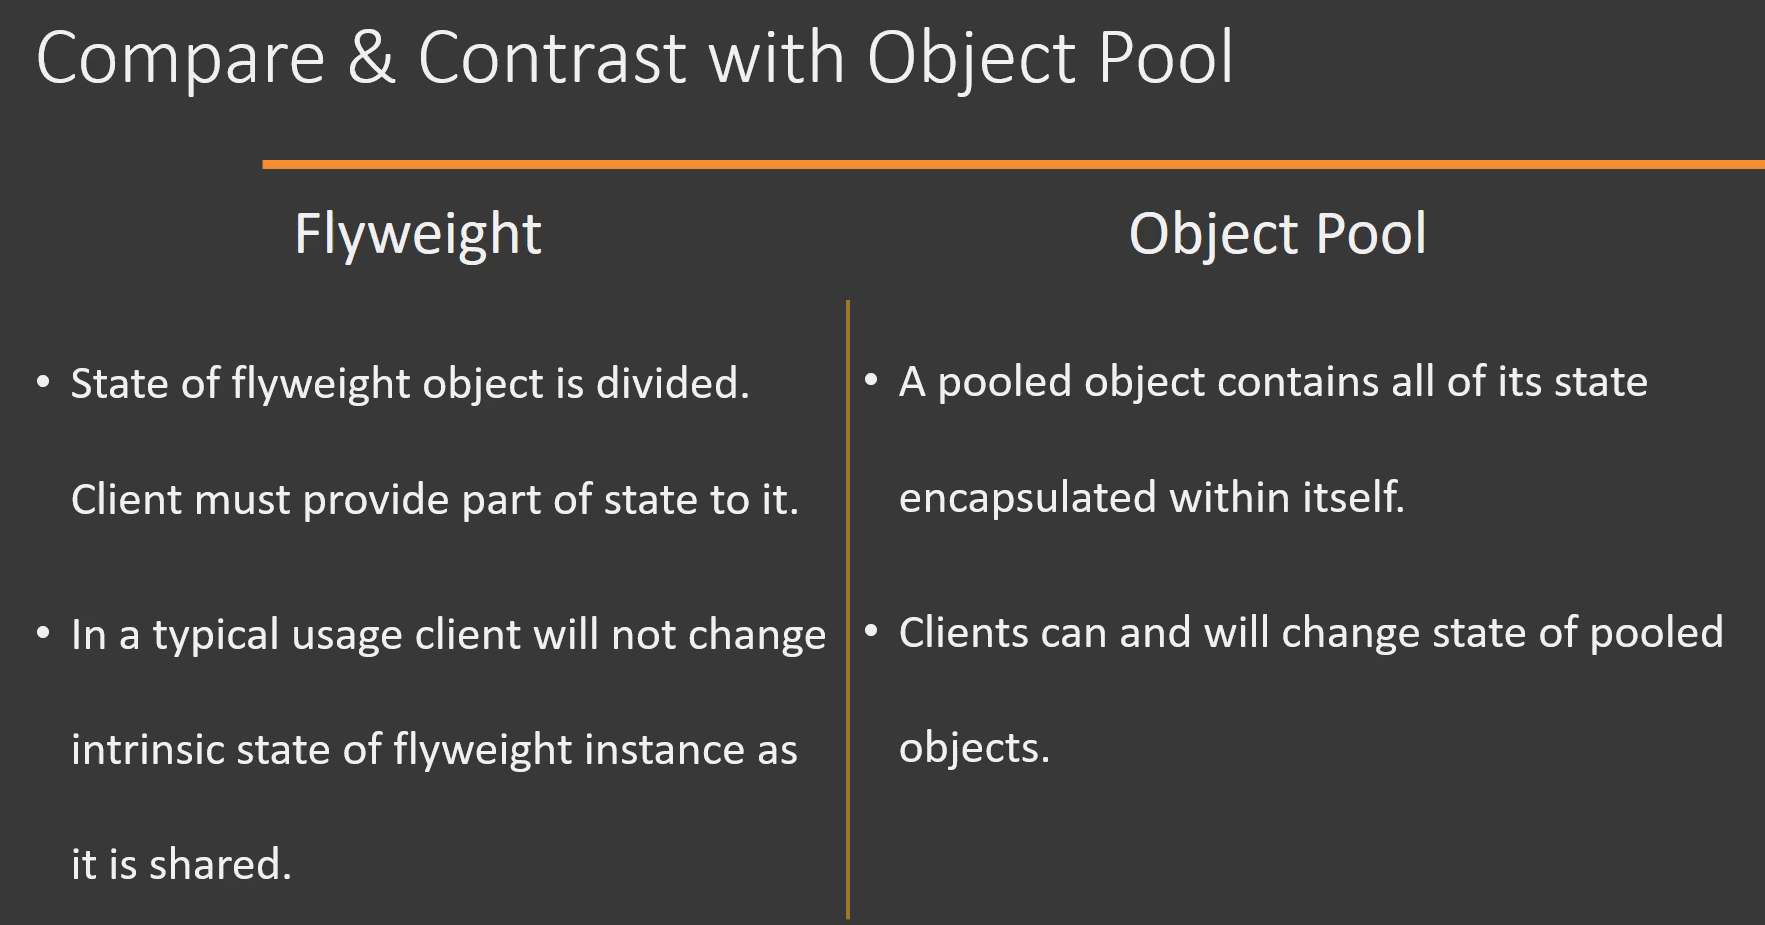 Compare & Contrast with Object Pool
Flyweight
• State of flyweight object is divided.
Client must provide part of state to it.
• In a typical usage client will not change
intrinsic state of flyweight instance as
it is shared.
Object Pool
• A pooled object contains all of its state
encapsulated within itself.
• Clients can and will change state of pooled
objects.